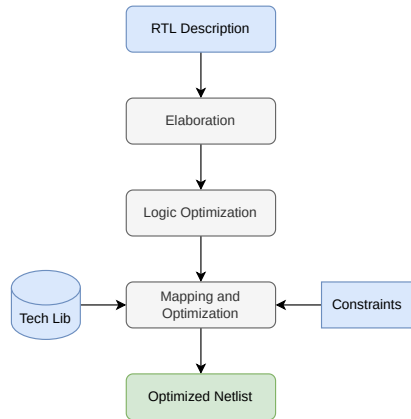 RTL Description
Elaboration
Logic Optimization
Tech Lib
Mapping and
Optimization
Constraints
Optimized Netlist